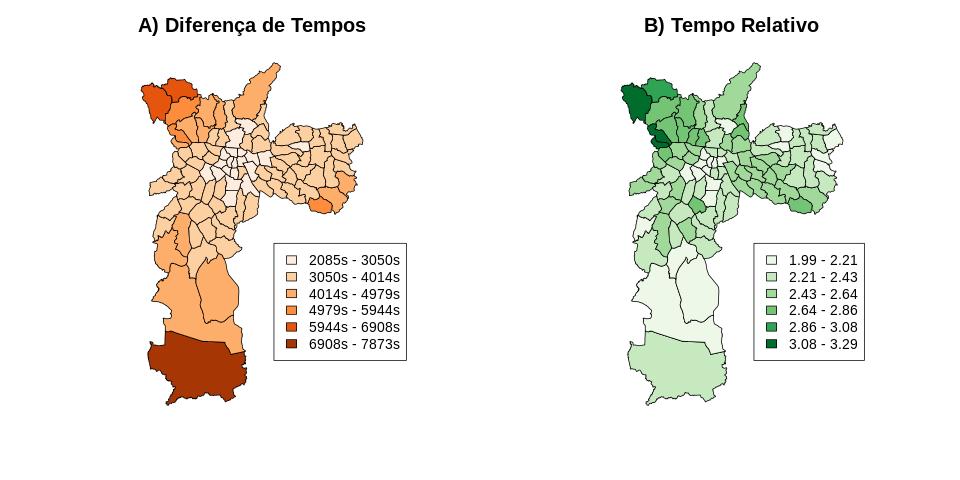 A) Diferença de Tempos
2085s - 3050s
3050s - 4014s
4014s - 4979s
4979s - 5944s
5944s - 6908s
6908s - 7873s
B) Tempo Relativo
1.99 - 2.21
2.21 - 2.43
2.43 - 2.64
2.64 - 2.86
2.86 - 3.08
3.08 - 3.29